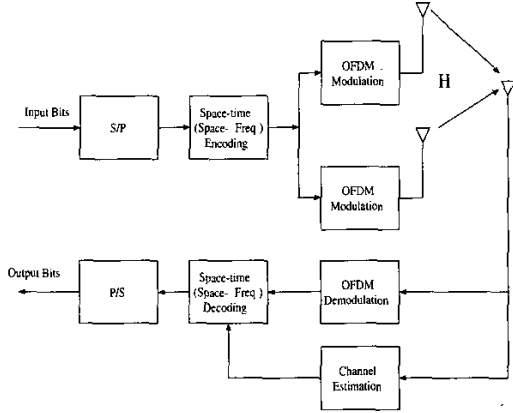 OFDM .
Modulation
H
Input Bits
S/P
Space-time
(Space- Freq )
Encoding
OFDM
Modulation
Output Bits
P/S
Space-time
(Space- Freq )
Decoding
OFDM
Demodulation
Channel
Estimation